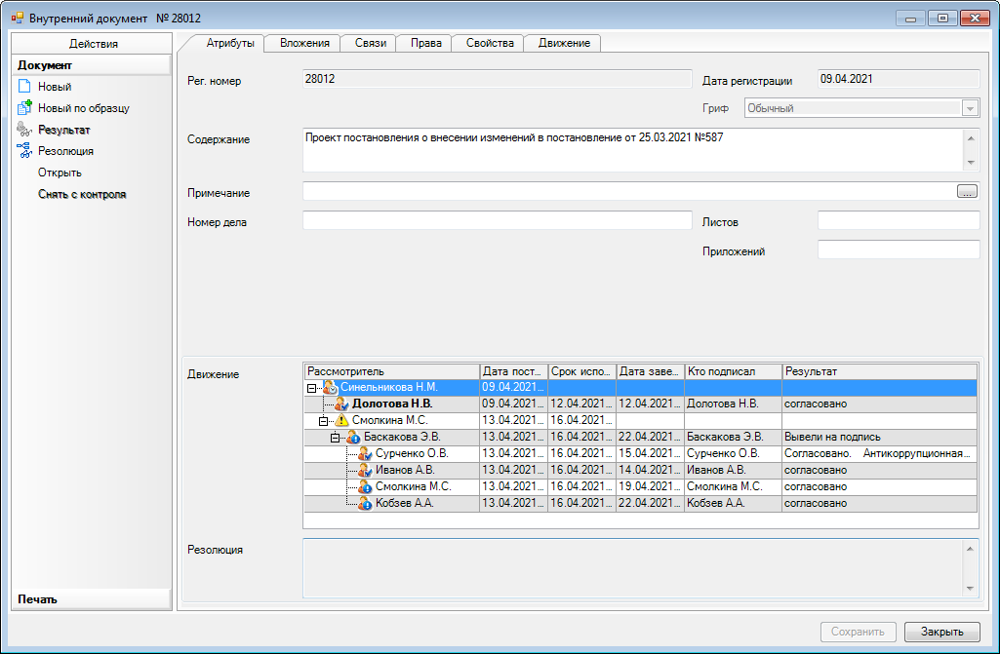 Внутренний документ № 28012
Действия
Документ
Новый
Новый по образцу
Результат
Резолюция
Открыть
Снять с контроля
Печать
Атрибуты Вложения Связи Права Свойства Движение
Рег. номер 28012 Дата регистрации 09.04.2021
Гриф Обычный
Содержание Проект постановления о внесении изменений в постановление от 25.03.2021 №587
Примечание ...
Номер дела Листов
Приложений
Движение
Рассмотритель Дата пост... Срок испо... Дата заве... Кто подписал Результат
Синельникова Н.М. 09.04.2021...
Долотова Н.В. 09.04.2021... 12.04.2021... 12.04.2021... Долотова Н.В. согласовано
Смолкина М.С. 13.04.2021... 16.04.2021...
Баскакова Э.В. 13.04.2021... 16.04.2021... 22.04.2021... Баскакова Э.В. Вывели на подпись
Сурченко О.В. 13.04.2021... 16.04.2021... 15.04.2021... Сурченко О.В. Согласовано. Антикоррупционная...
Иванов А.В. 13.04.2021... 16.04.2021... 14.04.2021... Иванов А.В. согласовано
Смолкина М.С. 13.04.2021... 16.04.2021... 19.04.2021... Смолкина М.С. согласовано
Кобзев А.А. 13.04.2021... 16.04.2021... 22.04.2021... Кобзев А.А. согласовано
Резолюция
Сохранить Закрыть